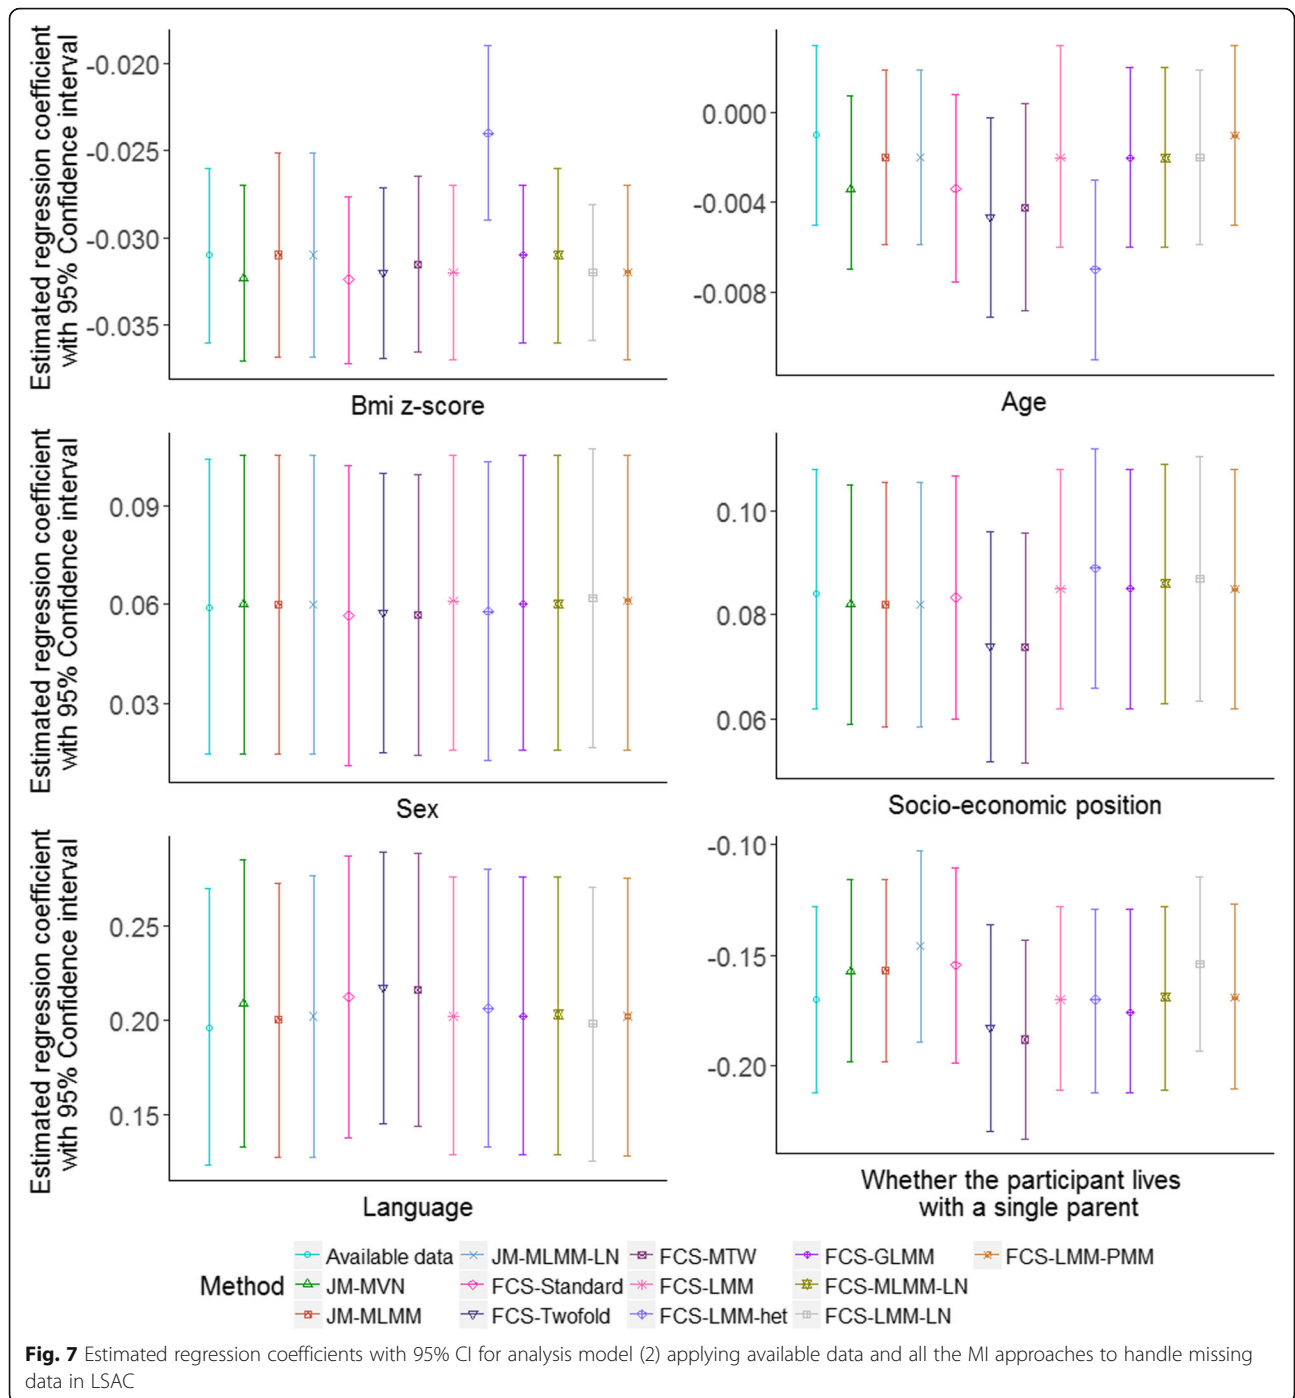 Estimated regression coefficient
with 95% Confidence interval
-0.020
-0.025
-0.030
-0.035
Bmi z-score
0.000
-0.004
-0.008
Age
Estimated regression coefficient
with 95% Confidence interval
0.09
0.06
0.03
Sex
0.10
0.08
0.06
Socio-economic position
Estimated regression coefficient
with 95% Confidence interval
0.25
0.20
0.15
Language
-0.10
-0.15
-0.20
Whether the participant lives
with a single parent
Method
Available data
JM-MVN
JM-MLMM
JM-MLMM-LN
FCS-Standard
FCS-Twofold
FCS-MTW
FCS-LMM
FCS-LMM-het
FCS-GLMM
FCS-MLMM-LN
FCS-LMM-LN
FCS-LMM-PMM
Fig. 7 Estimated regression coefficients with 95% CI for analysis model (2) applying available data and all the MI approaches to handle missing
data in LSAC